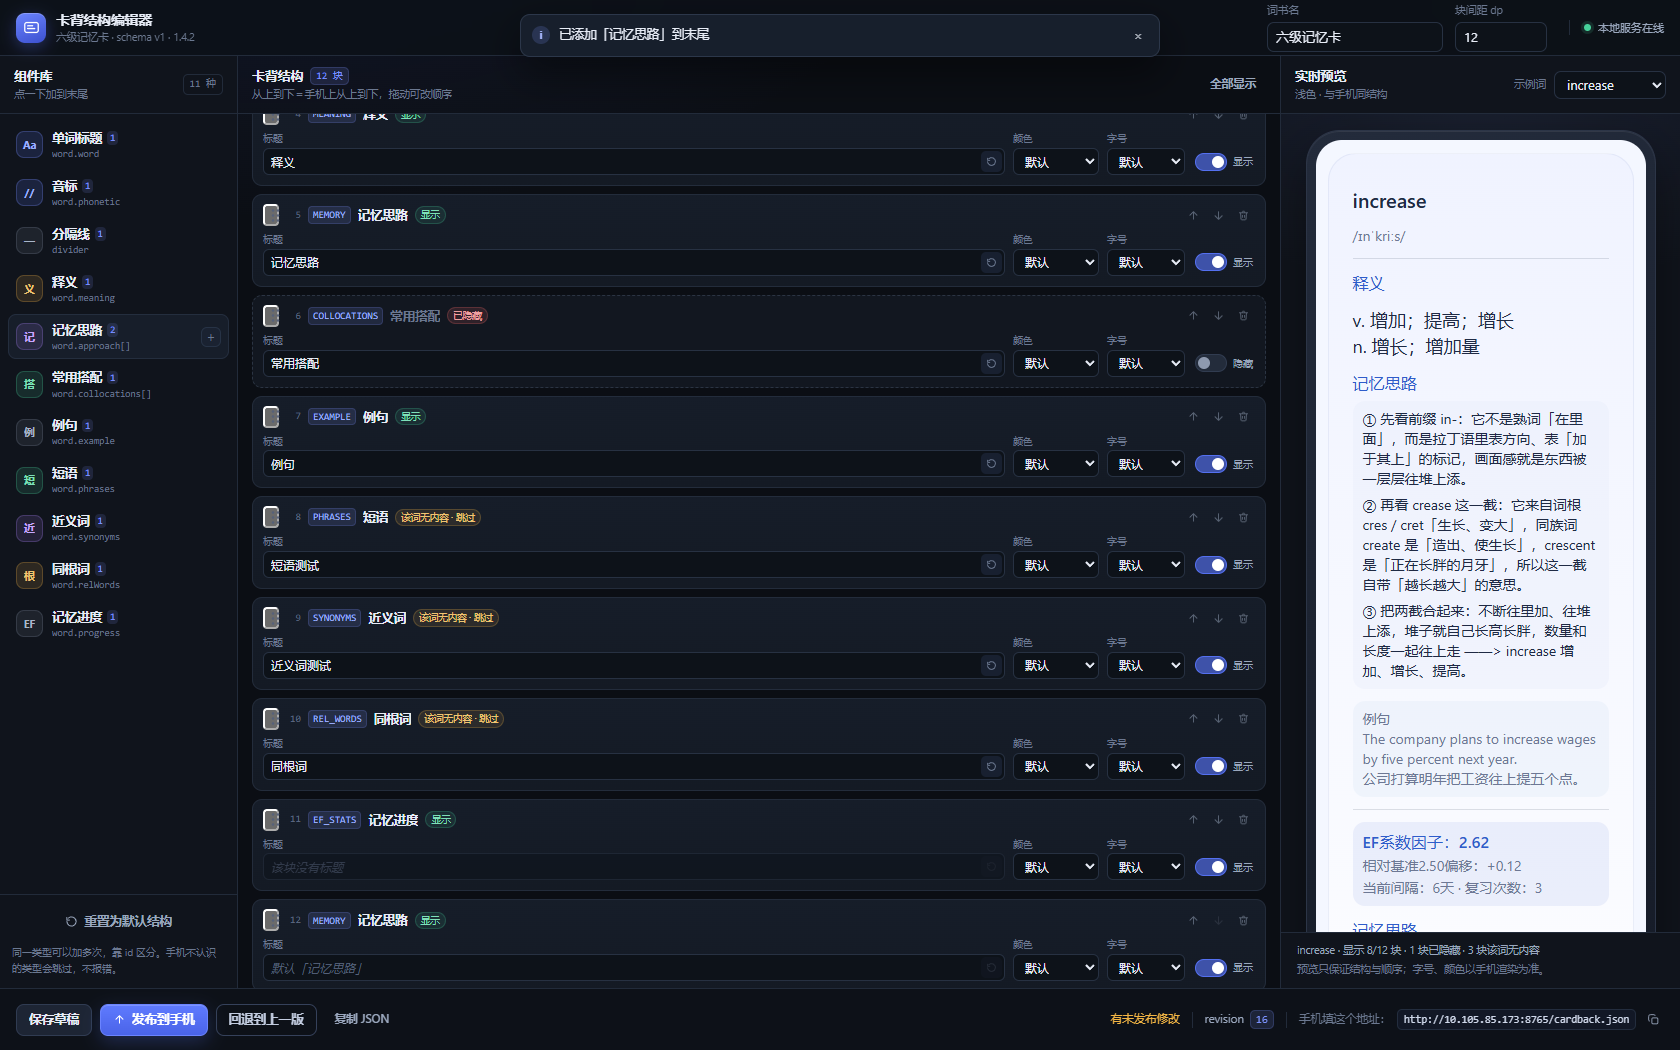 卡背结构编辑器
六级记忆卡 · schema v1 · 1.4.2
已添加「记忆思路」到末尾
词书名
六级记忆卡
块间距 dp
12
本地服务在线
组件库
点一下加到末尾
11 种
Aa 单词标题 1
word.word
// 音标 1
word.phonetic
— 分隔线 1
divider
义 释义 1
word.meaning
记 记忆思路 2
word.approach[]
搭 常用搭配 1
word.collocations[]
例 例句 1
word.example
短 短语 1
word.phrases
近 近义词 1
word.synonyms
根 同根词 1
word.relWords
EF 记忆进度 1
word.progress
重置为默认结构
同一类型可以加多次，靠 id 区分。手机不认识
的类型会跳过，不报错。
卡背结构 12 块
从上到下 = 手机上从上到下，拖动可改顺序
全部显示
4 MEANING 释义 显示
标题 颜色 字号
释义 默认 默认 显示
5 MEMORY 记忆思路 显示
标题 颜色 字号
记忆思路 默认 默认 显示
6 COLLOCATIONS 常用搭配 已隐藏
标题 颜色 字号
常用搭配 默认 默认 隐藏
7 EXAMPLE 例句 显示
标题 颜色 字号
例句 默认 默认 显示
8 PHRASES 短语 该词无内容 · 跳过
标题 颜色 字号
短语测试 默认 默认 显示
9 SYNONYMS 近义词 该词无内容 · 跳过
标题 颜色 字号
近义词测试 默认 默认 显示
10 REL_WORDS 同根词 该词无内容 · 跳过
标题 颜色 字号
同根词 默认 默认 显示
11 EF_STATS 记忆进度 显示
标题 颜色 字号
该块没有标题 默认 默认 显示
12 MEMORY 记忆思路 显示
标题 颜色 字号
默认「记忆思路」 默认 默认 显示
实时预览
浅色 · 与手机同结构
示例词 increase
increase
/ɪnˈkriːs/
释义
v. 增加；提高；增长
n. 增长；增加量
记忆思路
① 先看前缀 in-：它不是熟词「在里
面」，而是拉丁语里表方向、表「加
于其上」的标记，画面感就是东西被
一层层往堆上添。
② 再看 crease 这一截：它来自词根
cres / cret「生长、变大」，同族词
create 是「造出、使生长」，crescent
是「正在长胖的月牙」，所以这一截
自带「越长越大」的意思。
③ 把两截合起来：不断往里加、往堆
上添，堆子就自己长高长胖，数量和
长度一起往上走 ——> increase 增
加、增长、提高。
例句
The company plans to increase wages
by five percent next year.
公司打算明年把工资往上提五个点。
EF系数因子：2.62
相对基准2.50偏移：+0.12
当前间隔：6天 · 复习次数：3
记忆思路
increase · 显示 8/12 块 · 1 块已隐藏 · 3 块该词无内容
预览只保证结构与顺序；字号、颜色以手机渲染为准。
保存草稿
↑ 发布到手机
回退到上一版
复制 JSON
有未发布修改
revision 16
手机填这个地址：
http://10.105.85.173:8765/cardback.json